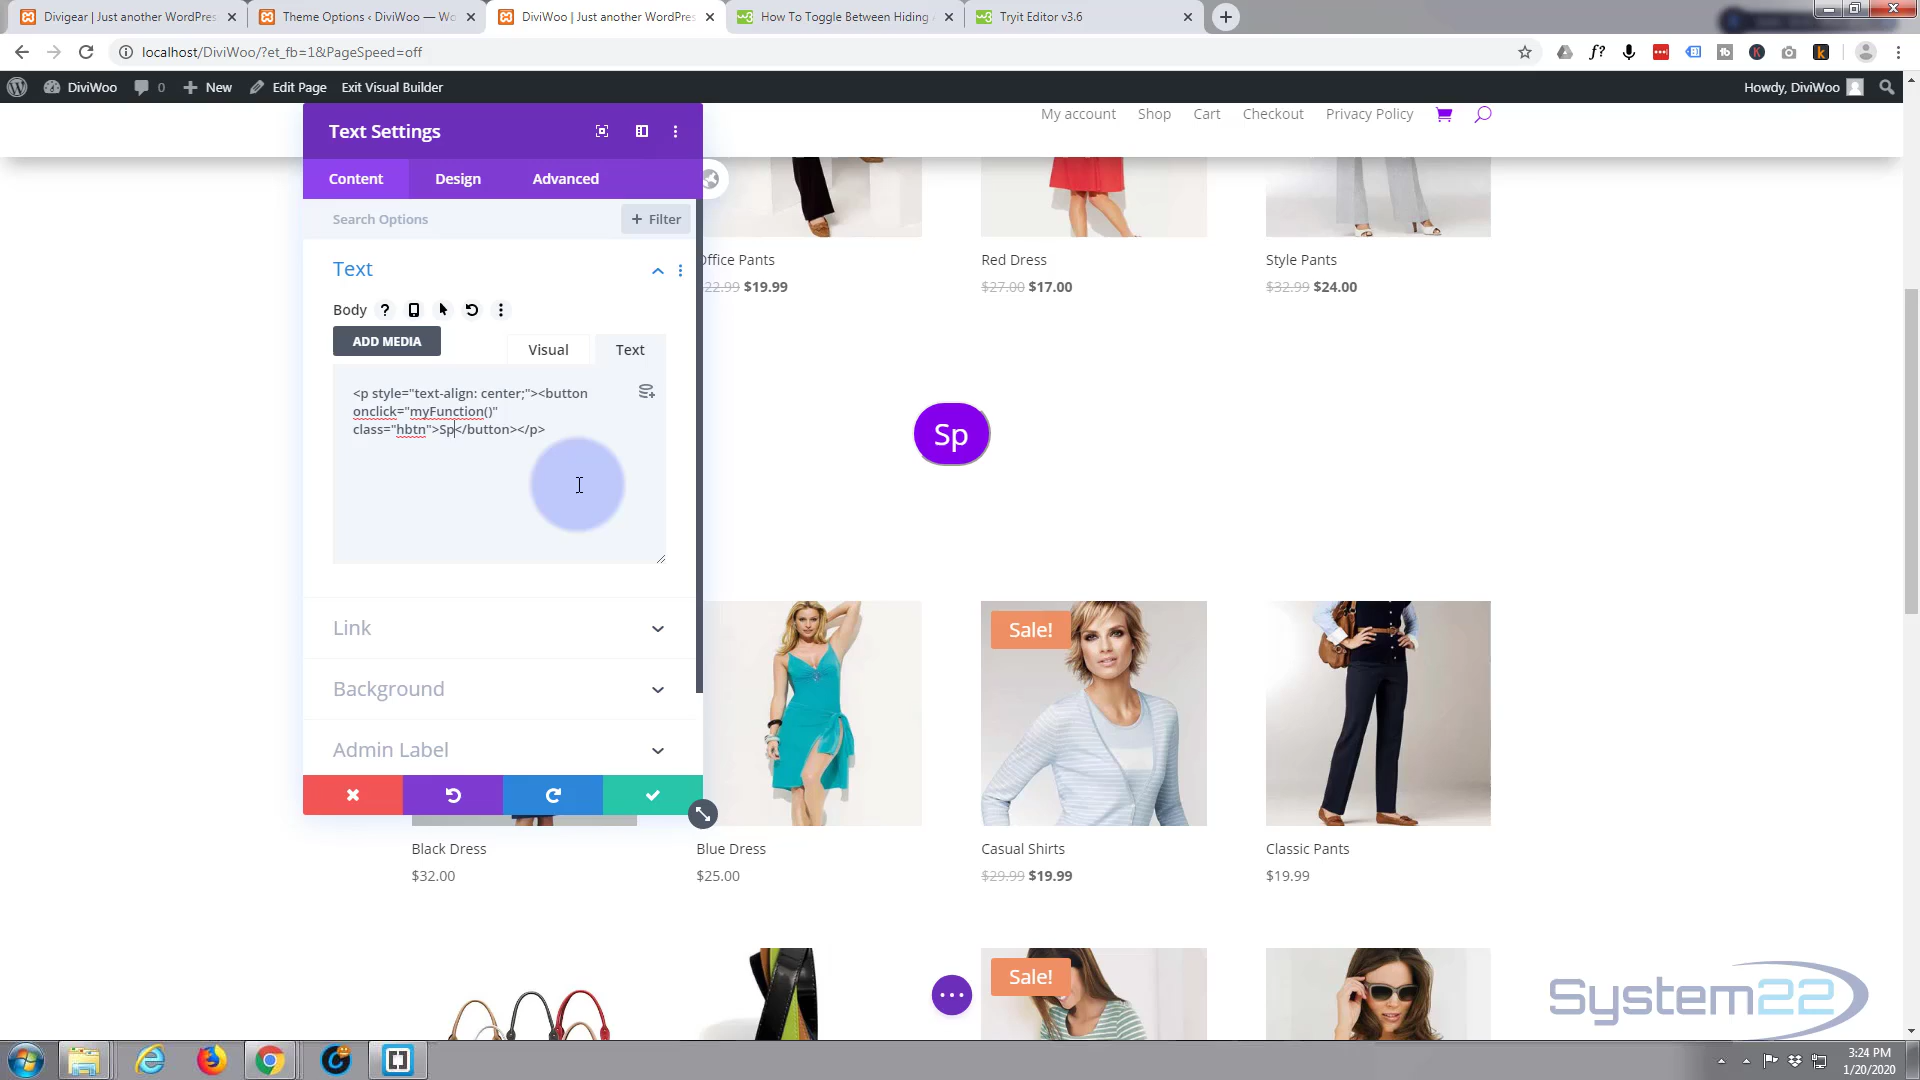 Divigear | Just another WordPres
Theme Options ‹ DiviWoo — Wo
DiviWoo | Just another WordPres
How To Toggle Between Hiding
Tryit Editor v3.6
localhost/DiviWoo/?et_fb=1&PageSpeed=off
DiviWoo
0
New
Edit Page
Exit Visual Builder
Howdy, DiviWoo
My account
Shop
Cart
Checkout
Privacy Policy
Text Settings
Content
Design
Advanced
Search Options
+ Filter
Text
Body
ADD MEDIA
Visual
Text
<p style="text-align: center;"><button
onclick="myFunction()"
class="hbtn">Sp</button></p>
Link
Background
Admin Label
Office Pants
$22.99 $19.99
Red Dress
$27.00 $17.00
Style Pants
$32.99 $24.00
Sp
Sale!
Black Dress
$32.00
Blue Dress
$25.00
Casual Shirts
$29.99 $19.99
Classic Pants
$19.99
Sale!
System22
3:24 PM
1/20/2020